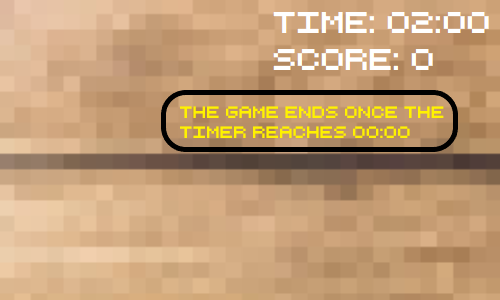 TIME: 02:00
SCORE: 0
THE GAME ENDS ONCE THE
TIMER REACHES 00:00